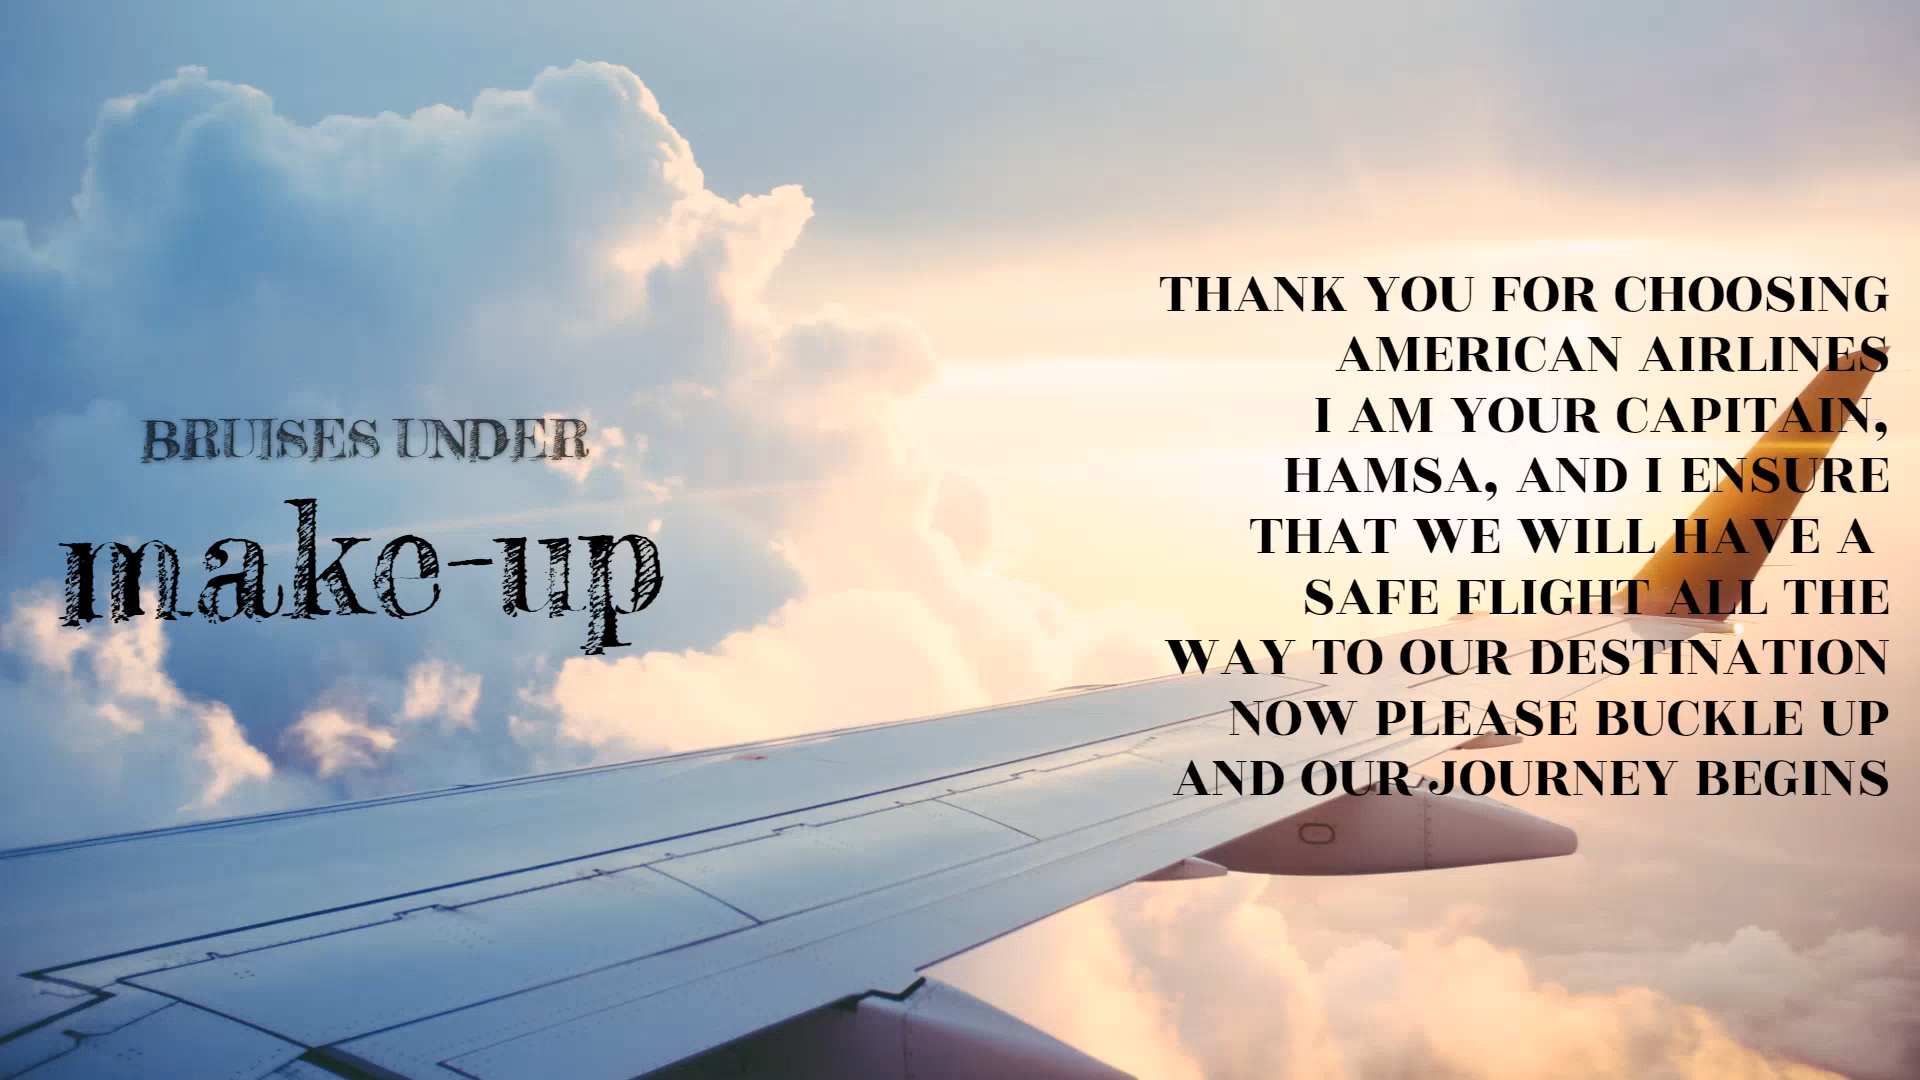 BRUISES UNDER
make-up
THANK YOU FOR CHOOSING
AMERICAN AIRLINES
I AM YOUR CAPITAIN,
HAMSA, AND I ENSURE
THAT WE WILL HAVE A
SAFE FLIGHT ALL THE
WAY TO OUR DESTINATION
NOW PLEASE BUCKLE UP
AND OUR JOURNEY BEGINS